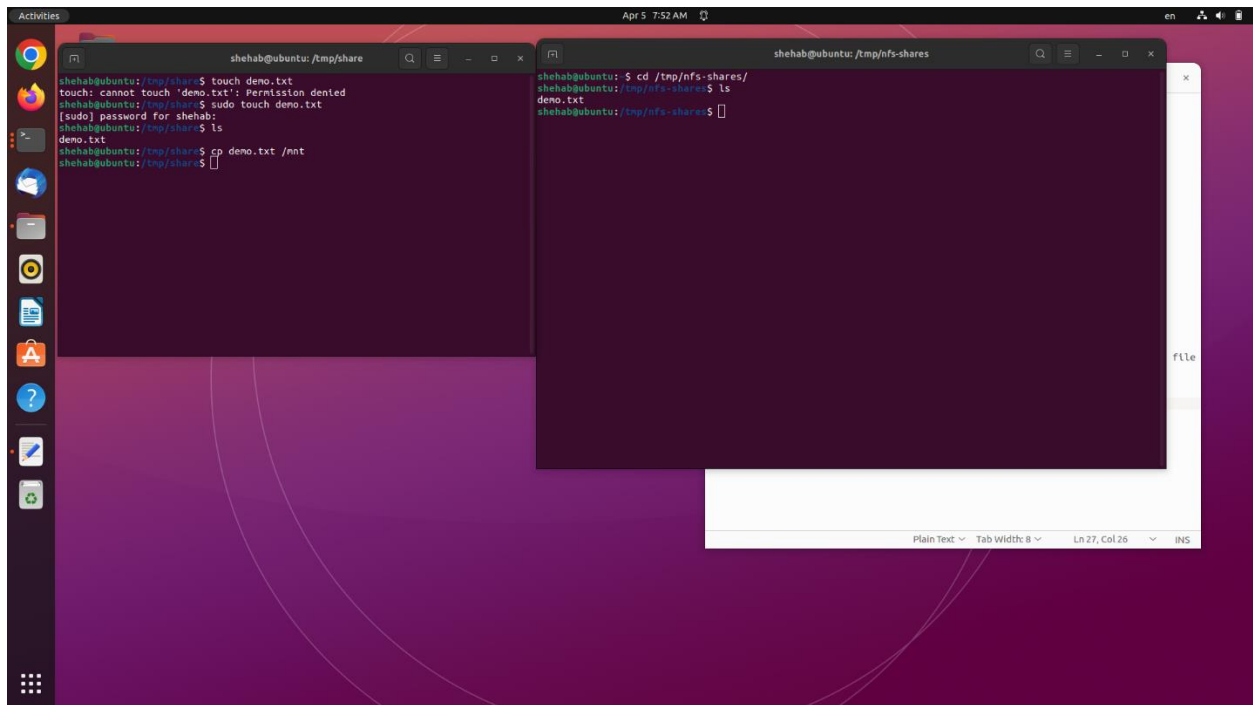 Activities
Apr 5 7:52 AM
en
shehab@ubuntu: /tmp/share
shehab@ubuntu:/tmp/share$ touch demo.txt
touch: cannot touch 'demo.txt': Permission denied
shehab@ubuntu:/tmp/share$ sudo touch demo.txt
[sudo] password for shehab:
shehab@ubuntu:/tmp/share$ ls
demo.txt
shehab@ubuntu:/tmp/share$ cp demo.txt /mnt
shehab@ubuntu:/tmp/share$
shehab@ubuntu: /tmp/nfs-shares
shehab@ubuntu:~$ cd /tmp/nfs-shares/
shehab@ubuntu:/tmp/nfs-shares$ ls
demo.txt
shehab@ubuntu:/tmp/nfs-shares$
file
Plain Text Tab Width: 8 Ln 27, Col 26 INS